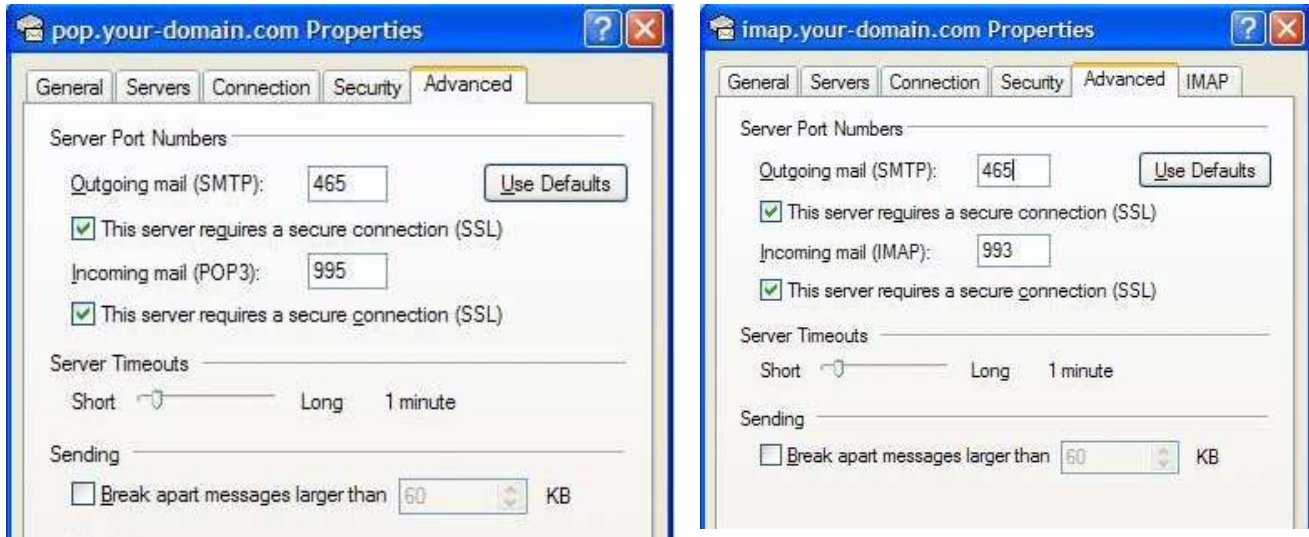 pop.your-domain.com Properties
General Servers Connection Security Advanced
Server Port Numbers
Outgoing mail (SMTP): 465 Use Defaults
This server requires a secure connection (SSL)
Incoming mail (POP3): 995
This server requires a secure connection (SSL)
Server Timeouts
Short Long 1 minute
Sending
Break apart messages larger than 60 KB
imap.your-domain.com Properties
General Servers Connection Security Advanced IMAP
Server Port Numbers
Outgoing mail (SMTP): 465 Use Defaults
This server requires a secure connection (SSL)
Incoming mail (IMAP): 993
This server requires a secure connection (SSL)
Server Timeouts
Short Long 1 minute
Sending
Break apart messages larger than 60 KB